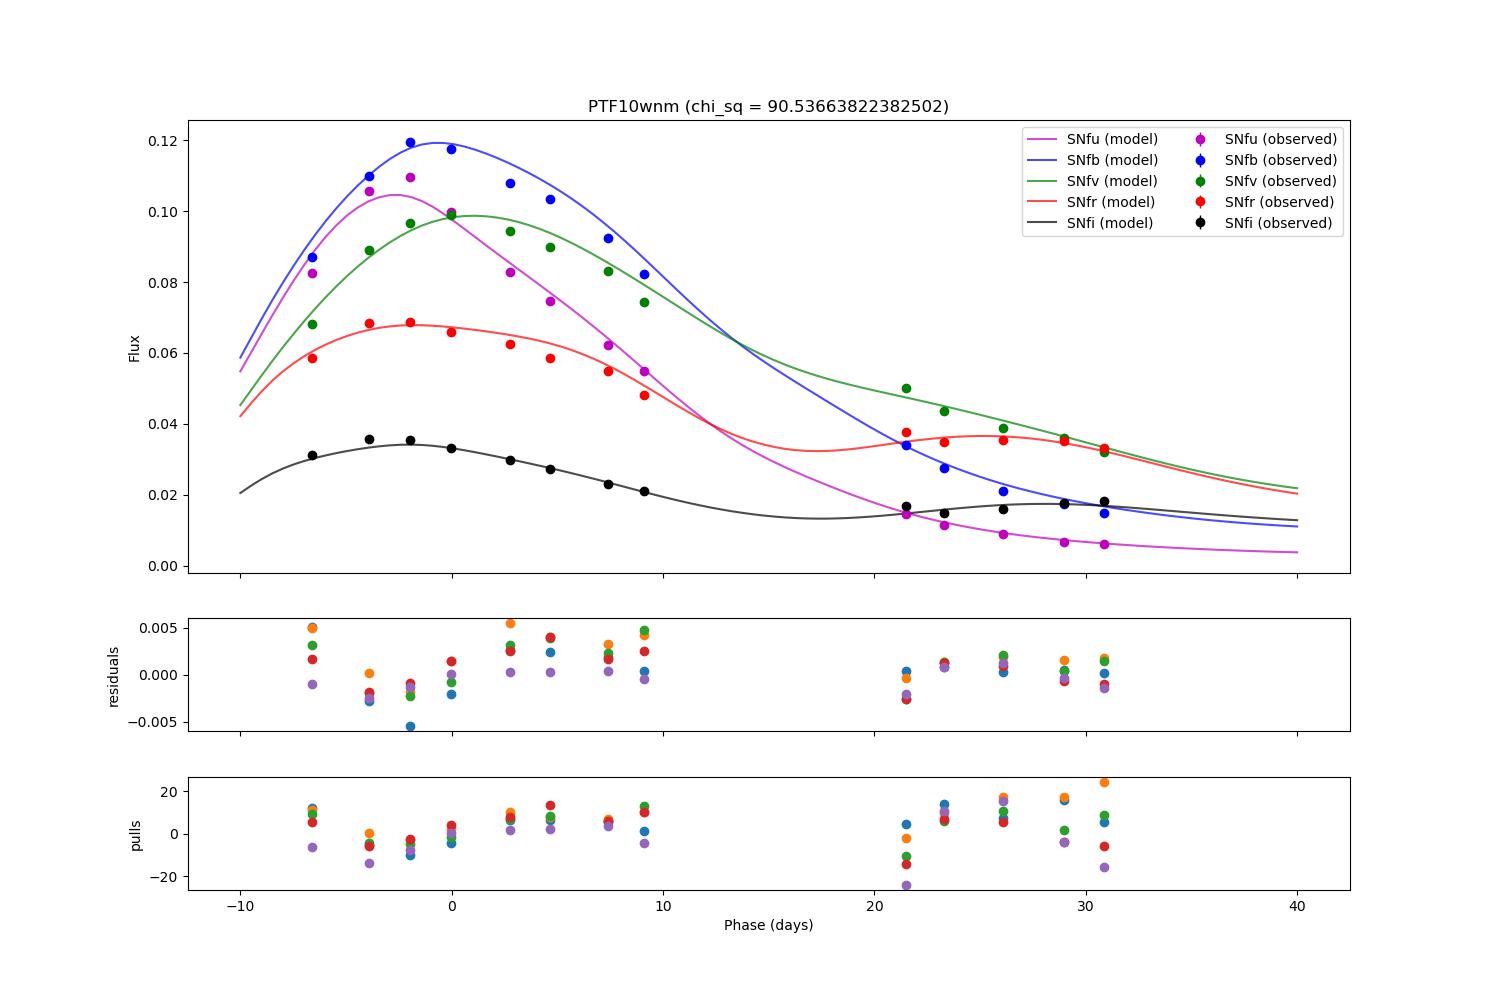 PTF10wnm (chi_sq = 90.53663822382502)
SNfu (model)
SNfb (model)
SNfv (model)
SNfr (model)
SNfi (model)
SNfu (observed)
SNfb (observed)
SNfv (observed)
SNfr (observed)
SNfi (observed)
Flux
0.12
0.10
0.08
0.06
0.04
0.02
0.00
residuals
0.005
0.000
−0.005
pulls
20
0
−20
−10
0
10
20
30
40
Phase (days)